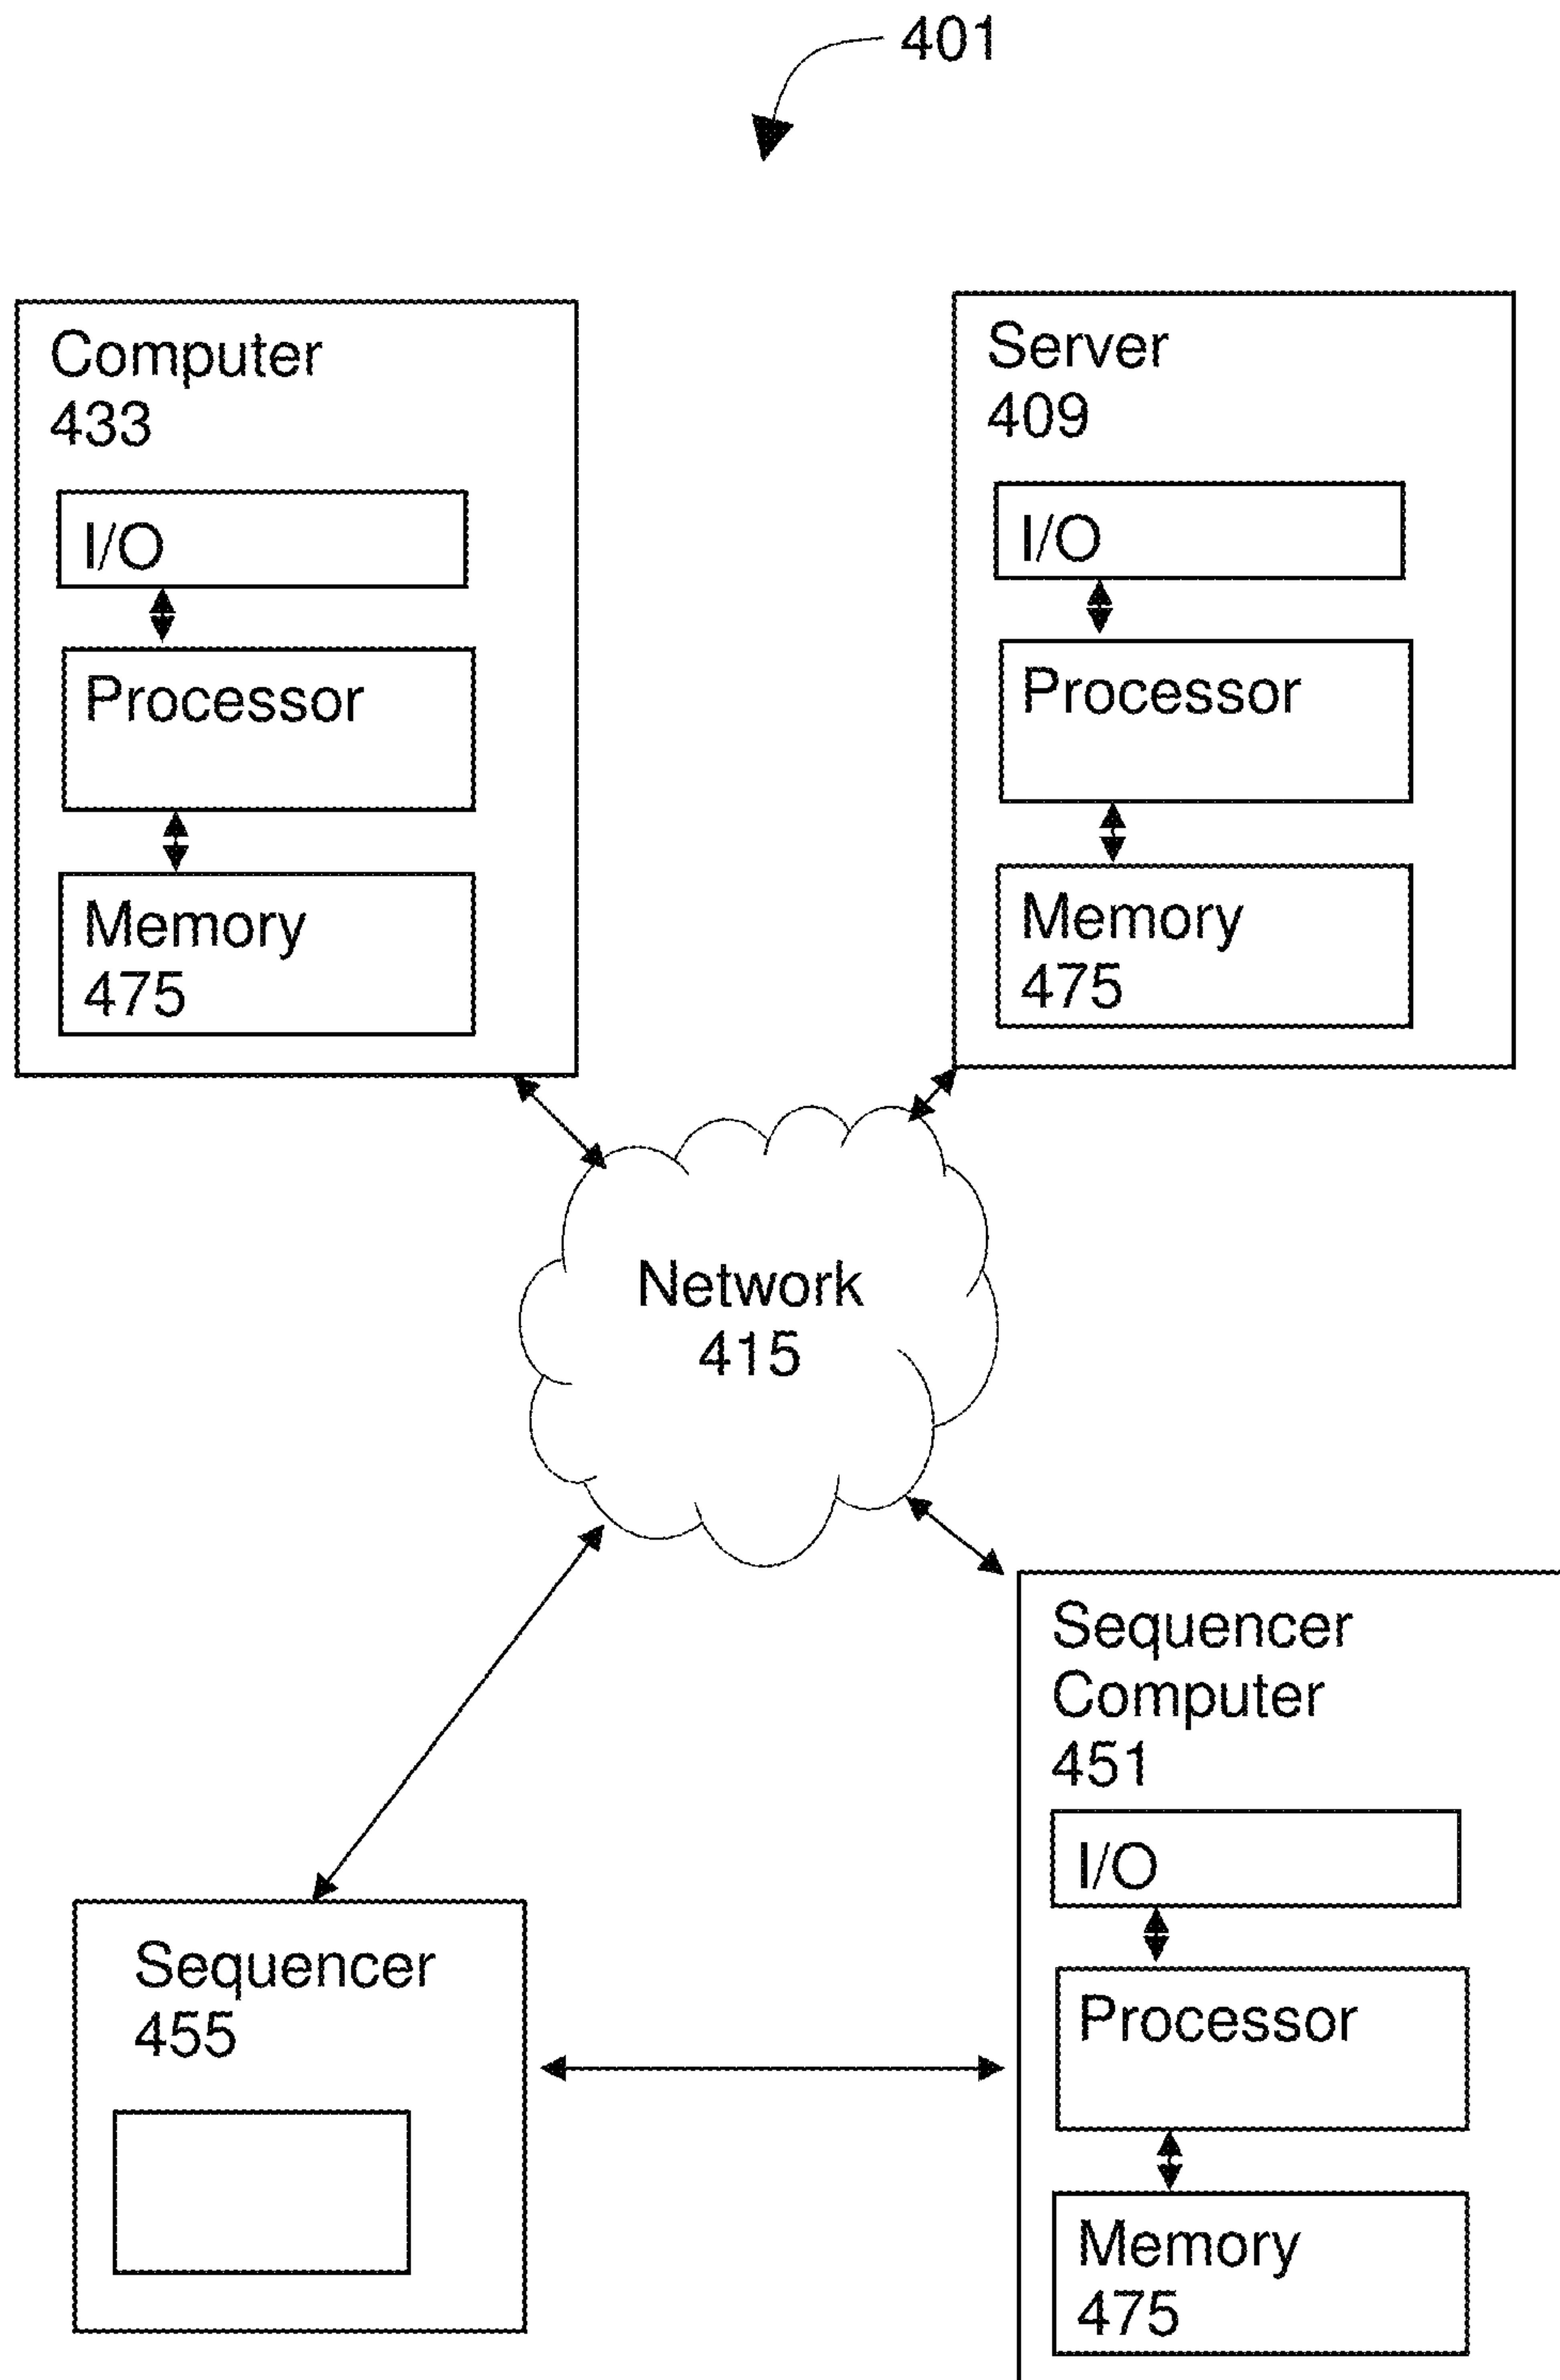 401
Computer
433
I/O
Processor
Memory
475
Server
409
I/O
Processor
Memory
475
Network
415
Sequencer
455
Sequencer
Computer
451
I/O
Processor
Memory
475